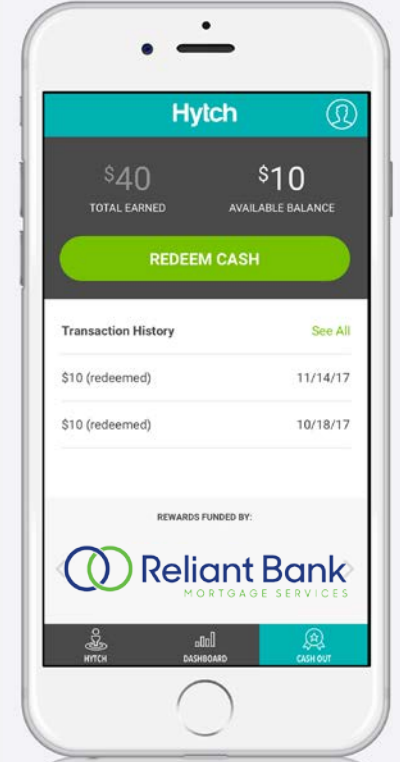 Hytch
$40
$10
TOTAL EARNED
AVAILABLE BALANCE
REDEEM CASH
Transaction History
See All
$10 (redeemed)
11/14/17
$10 (redeemed)
10/18/17
REWARDS FUNDED BY:
Reliant Bank
MORTGAGE SERVICES
HYTCH
DASHBOARD
CASH OUT